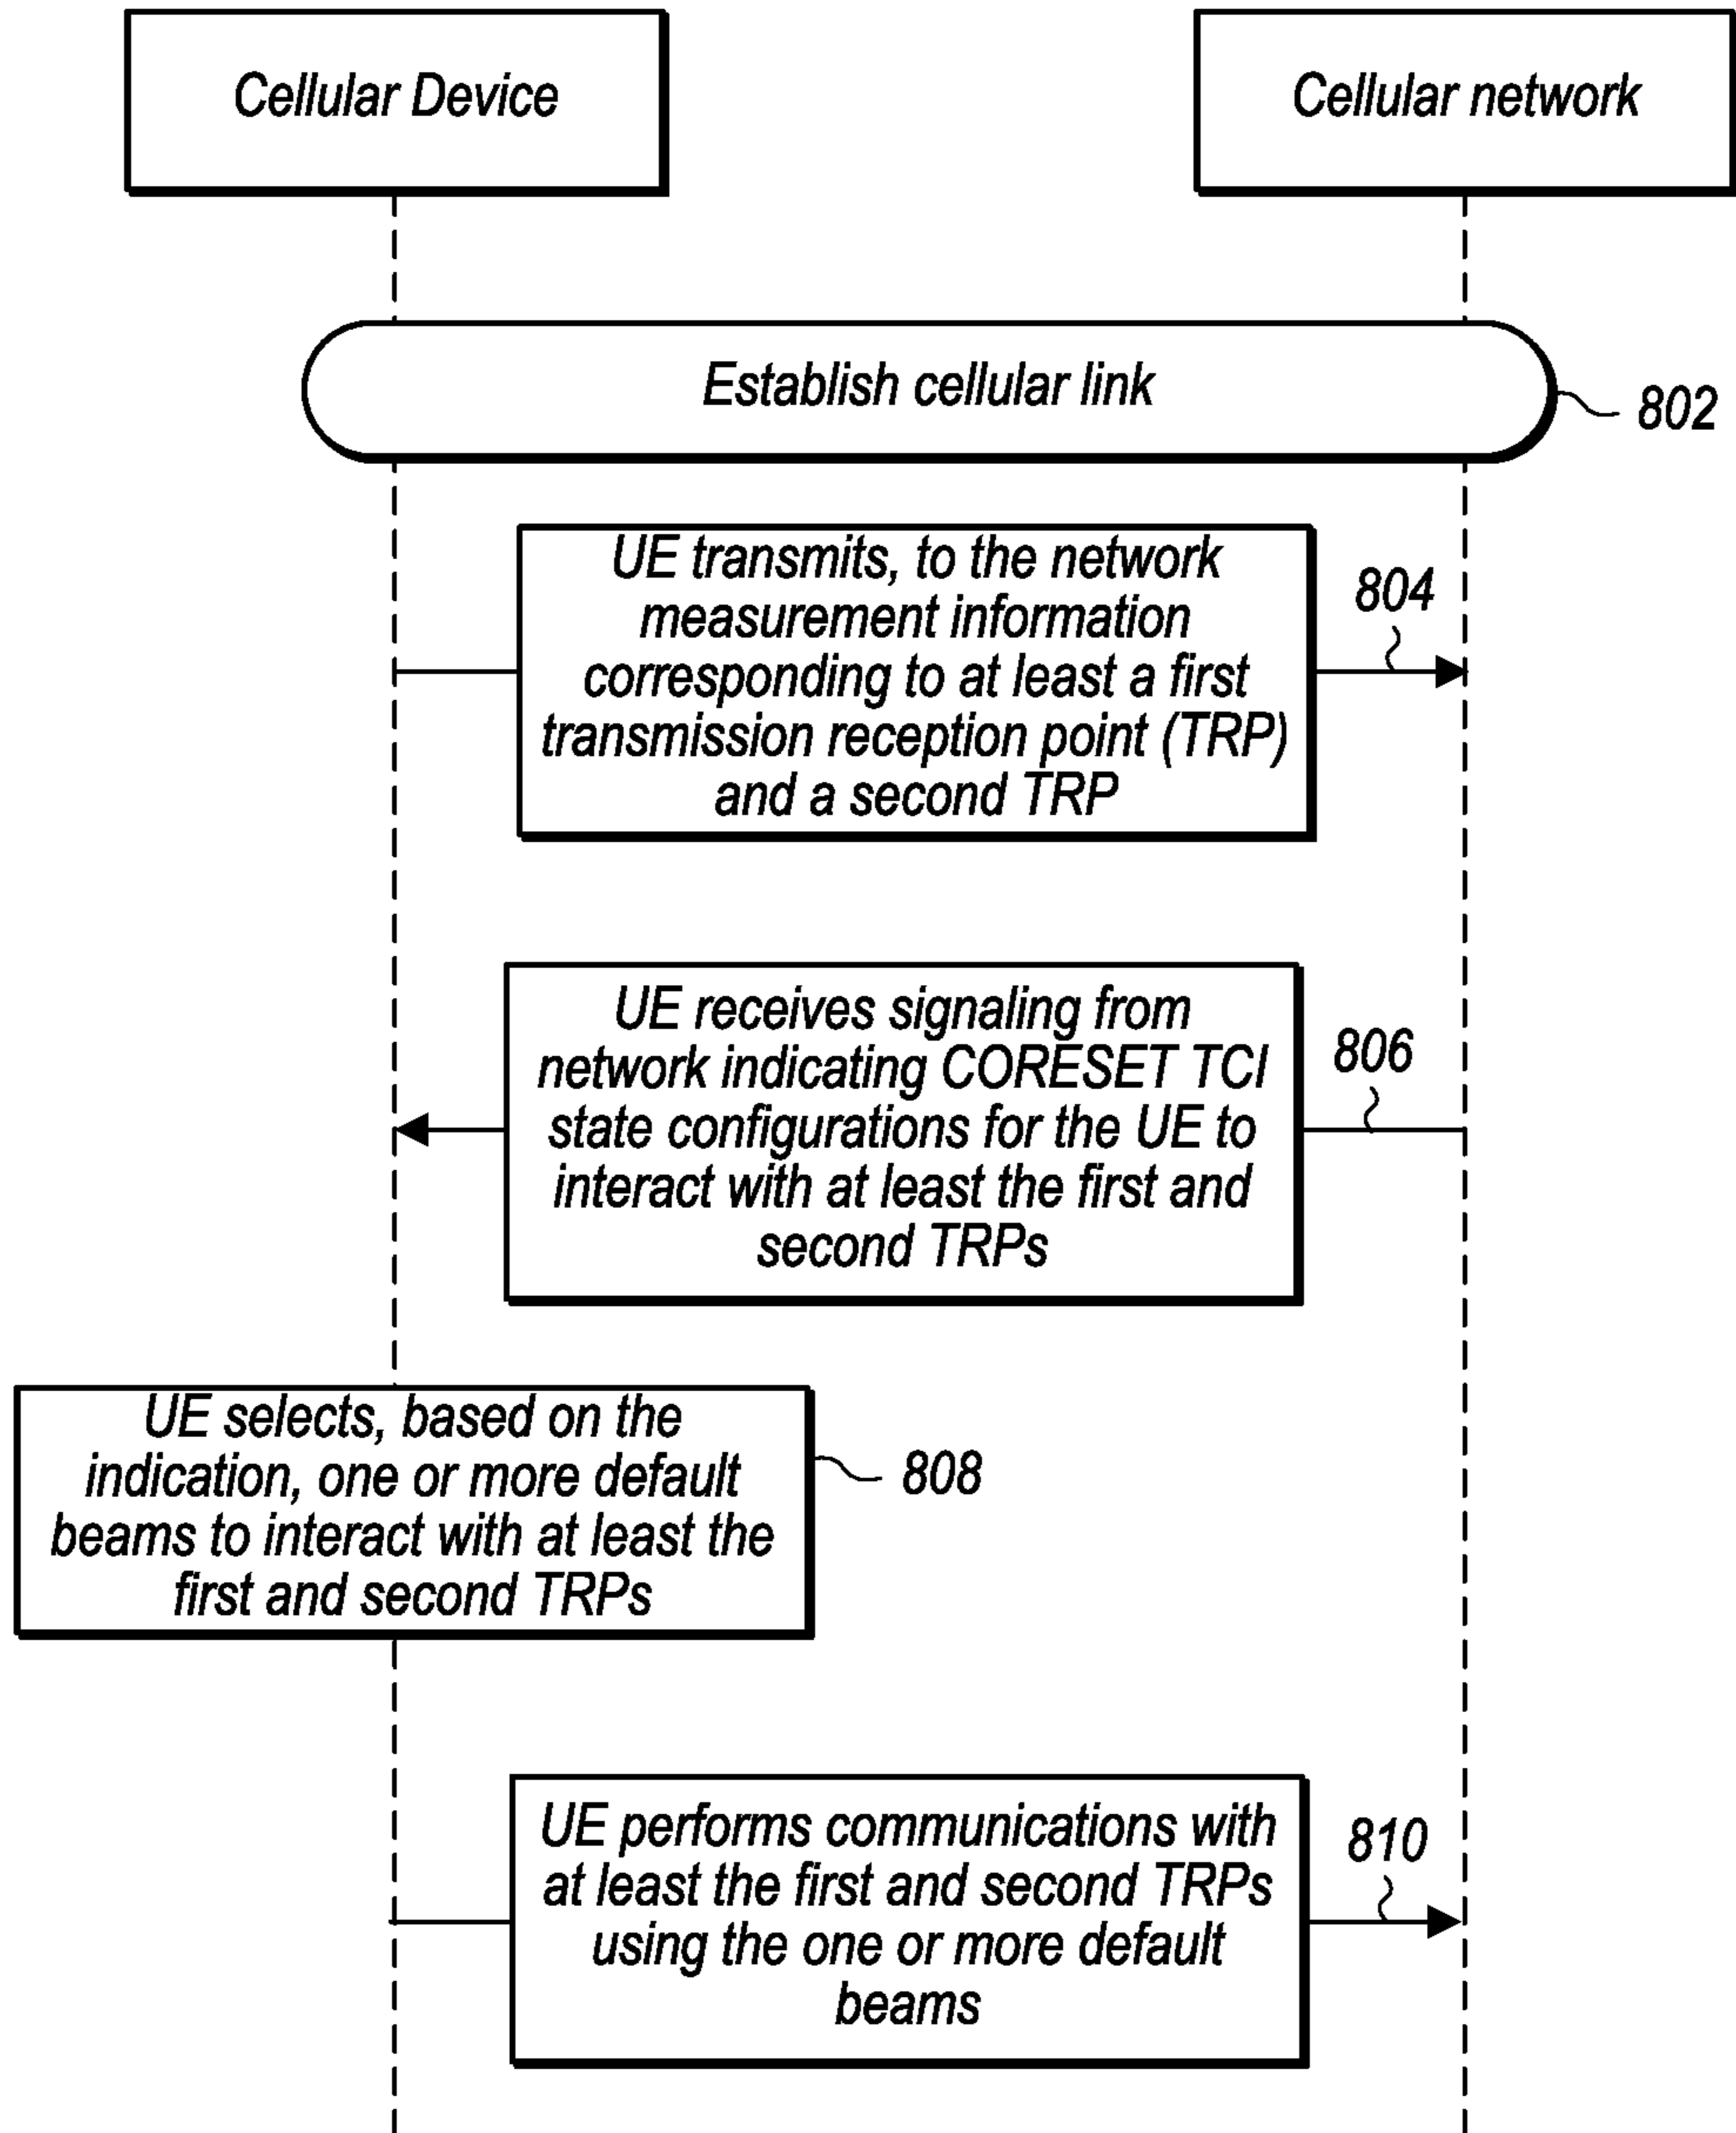 Cellular Device
Cellular network
Establish cellular link
802
UE transmits, to the network
measurement information
corresponding to at least a first
transmission reception point (TRP)
and a second TRP
804
UE receives signaling from
network indicating CORESET TCI
state configurations for the UE to
interact with at least the first and
second TRPs
806
UE selects, based on the
indication, one or more default
beams to interact with at least the
first and second TRPs
808
UE performs communications with
at least the first and second TRPs
using the one or more default
beams
810